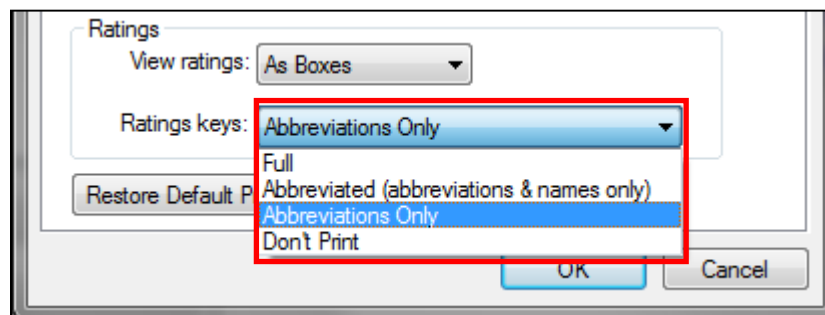 Ratings
View ratings: As Boxes
Ratings keys: Abbreviations Only
Full
Abbreviated (abbreviations & names only)
Abbreviations Only
Don't Print
Restore Default P
OK Cancel